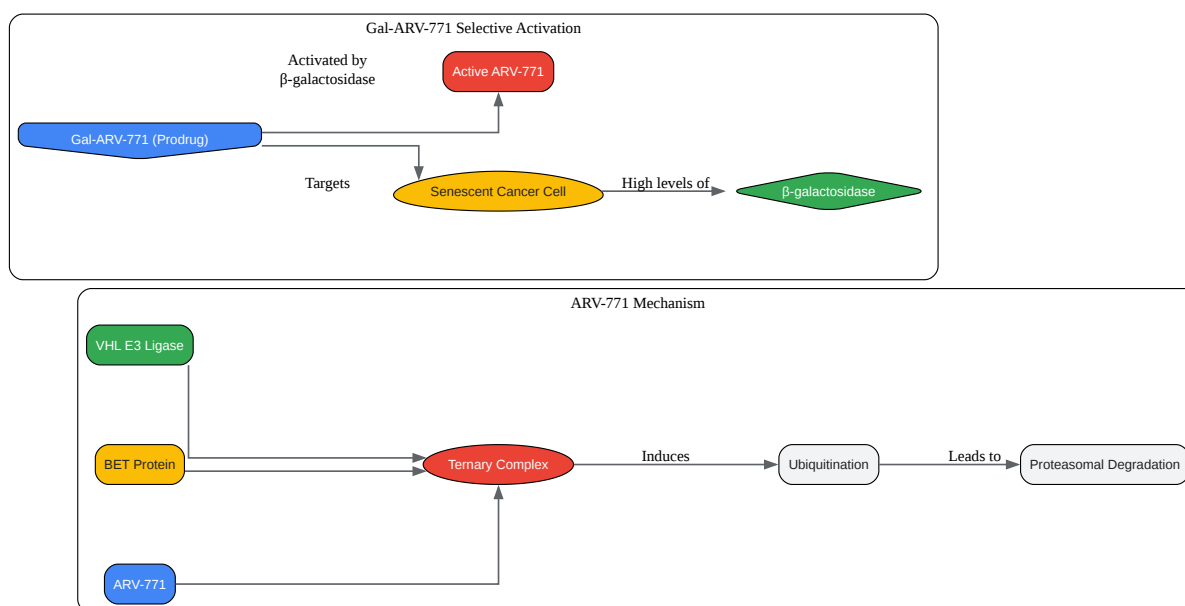 Gal-ARV-771 Selective Activation
Activated by
β-galactosidase
Active ARV-771
Gal-ARV-771 (Prodrug)
Targets
Senescent Cancer Cell
High levels of
β-galactosidase
ARV-771 Mechanism
VHL E3 Ligase
BET Protein
Ternary Complex
Induces
Ubiquitination
Leads to
Proteasomal Degradation
ARV-771